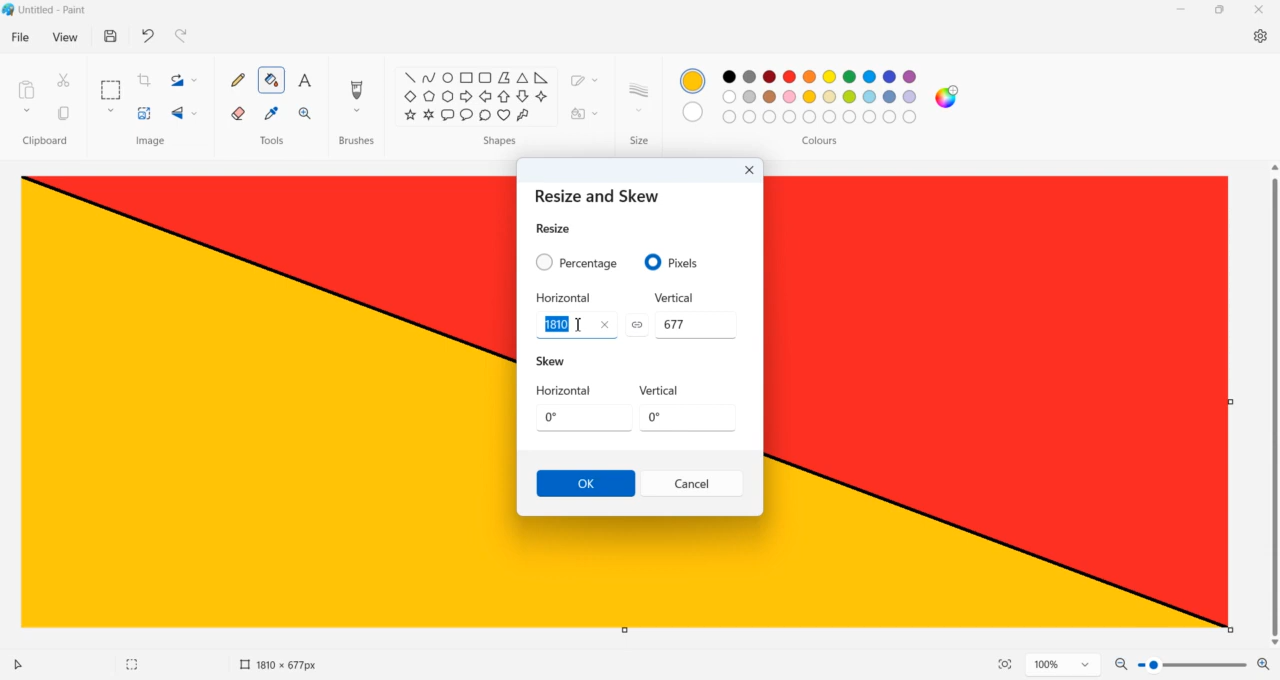 Untitled - Paint
File View
Clipboard Image Tools Brushes Shapes Size Colours
Resize and Skew
Resize
Percentage Pixels
Horizontal Vertical
1810 677
Skew
Horizontal Vertical
0° 0°
OK Cancel
1810 × 677px 100%